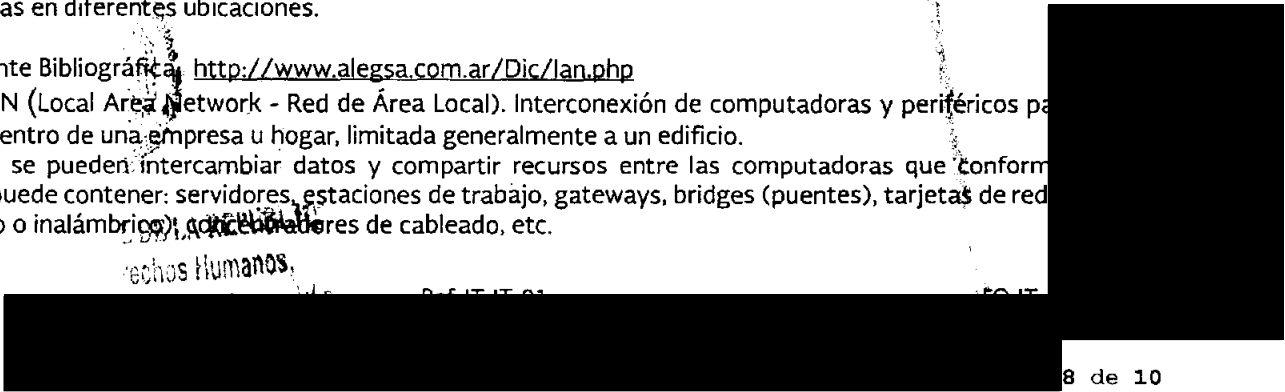 as en diferentes ubicaciones.
nte Bibliográfica: http://www.alegsa.com.ar/Dic/lan.php
N (Local Area Network - Red de Área Local). Interconexión de computadoras y periféricos pa
entro de una empresa u hogar, limitada generalmente a un edificio.
se pueden intercambiar datos y compartir recursos entre las computadoras que conform
uede contener: servidores, estaciones de trabajo, gateways, bridges (puentes), tarjetas de red
o o inalámbrico), concentradores de cableado, etc.
echos Humanos,
8 de 10